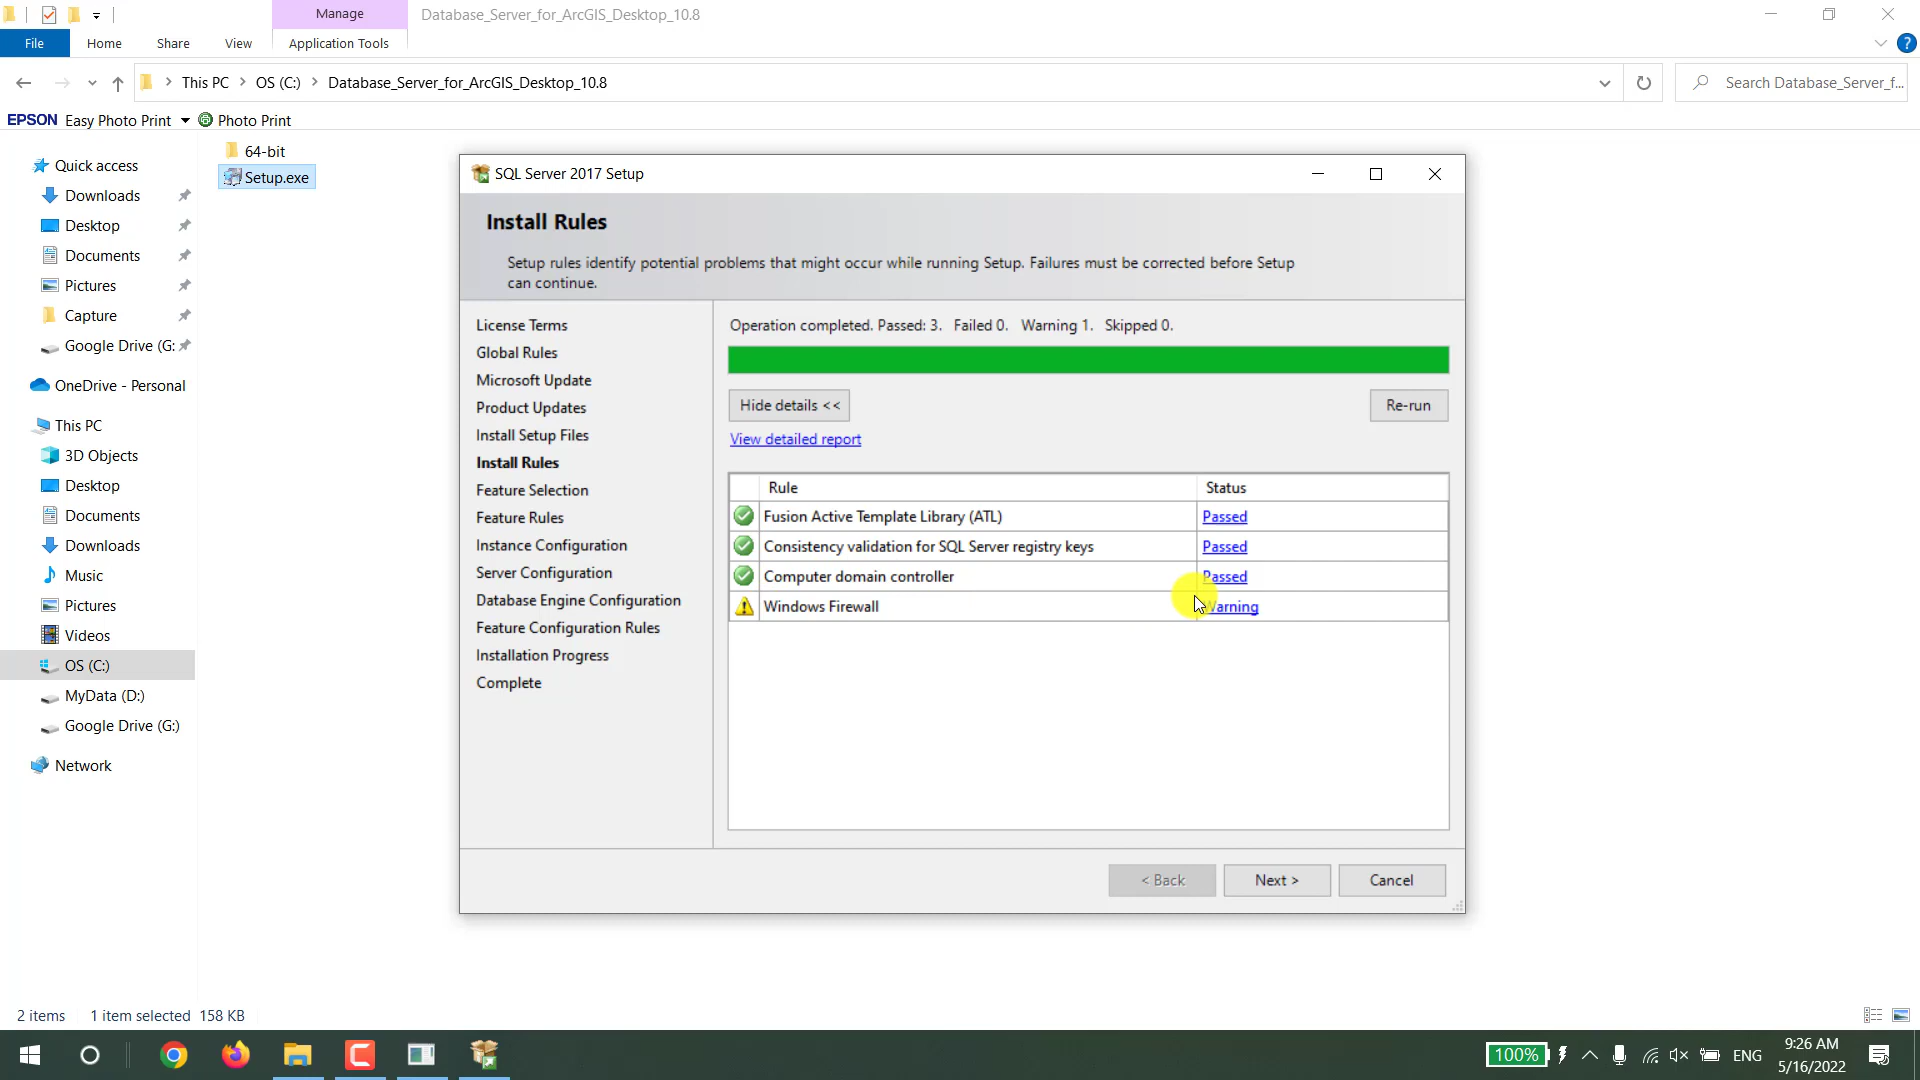 Manage
Database_Server_for_ArcGIS_Desktop_10.8
File
Home
Share
View
Application Tools
?
This PC
OS (C:)
Database_Server_for_ArcGIS_Desktop_10.8
Search Database_Server_f...
EPSON Easy Photo Print
Photo Print
Quick access
Downloads
Desktop
Documents
Pictures
Capture
Google Drive (G:
OneDrive - Personal
This PC
3D Objects
Desktop
Documents
Downloads
Music
Pictures
Videos
OS (C:)
MyData (D:)
Google Drive (G:)
Network
64-bit
Setup.exe
SQL Server 2017 Setup
Install Rules
Setup rules identify potential problems that might occur while running Setup. Failures must be corrected before Setup
can continue.
License Terms
Global Rules
Microsoft Update
Product Updates
Install Setup Files
Install Rules
Feature Selection
Feature Rules
Instance Configuration
Server Configuration
Database Engine Configuration
Feature Configuration Rules
Installation Progress
Complete
Operation completed. Passed: 3. Failed 0. Warning 1. Skipped 0.
Hide details <<
Re-run
View detailed report
Rule
Status
Fusion Active Template Library (ATL)
Passed
Consistency validation for SQL Server registry keys
Passed
Computer domain controller
Passed
Windows Firewall
Warning
< Back
Next >
Cancel
2 items
1 item selected 158 KB
100%
ENG
9:26 AM
5/16/2022